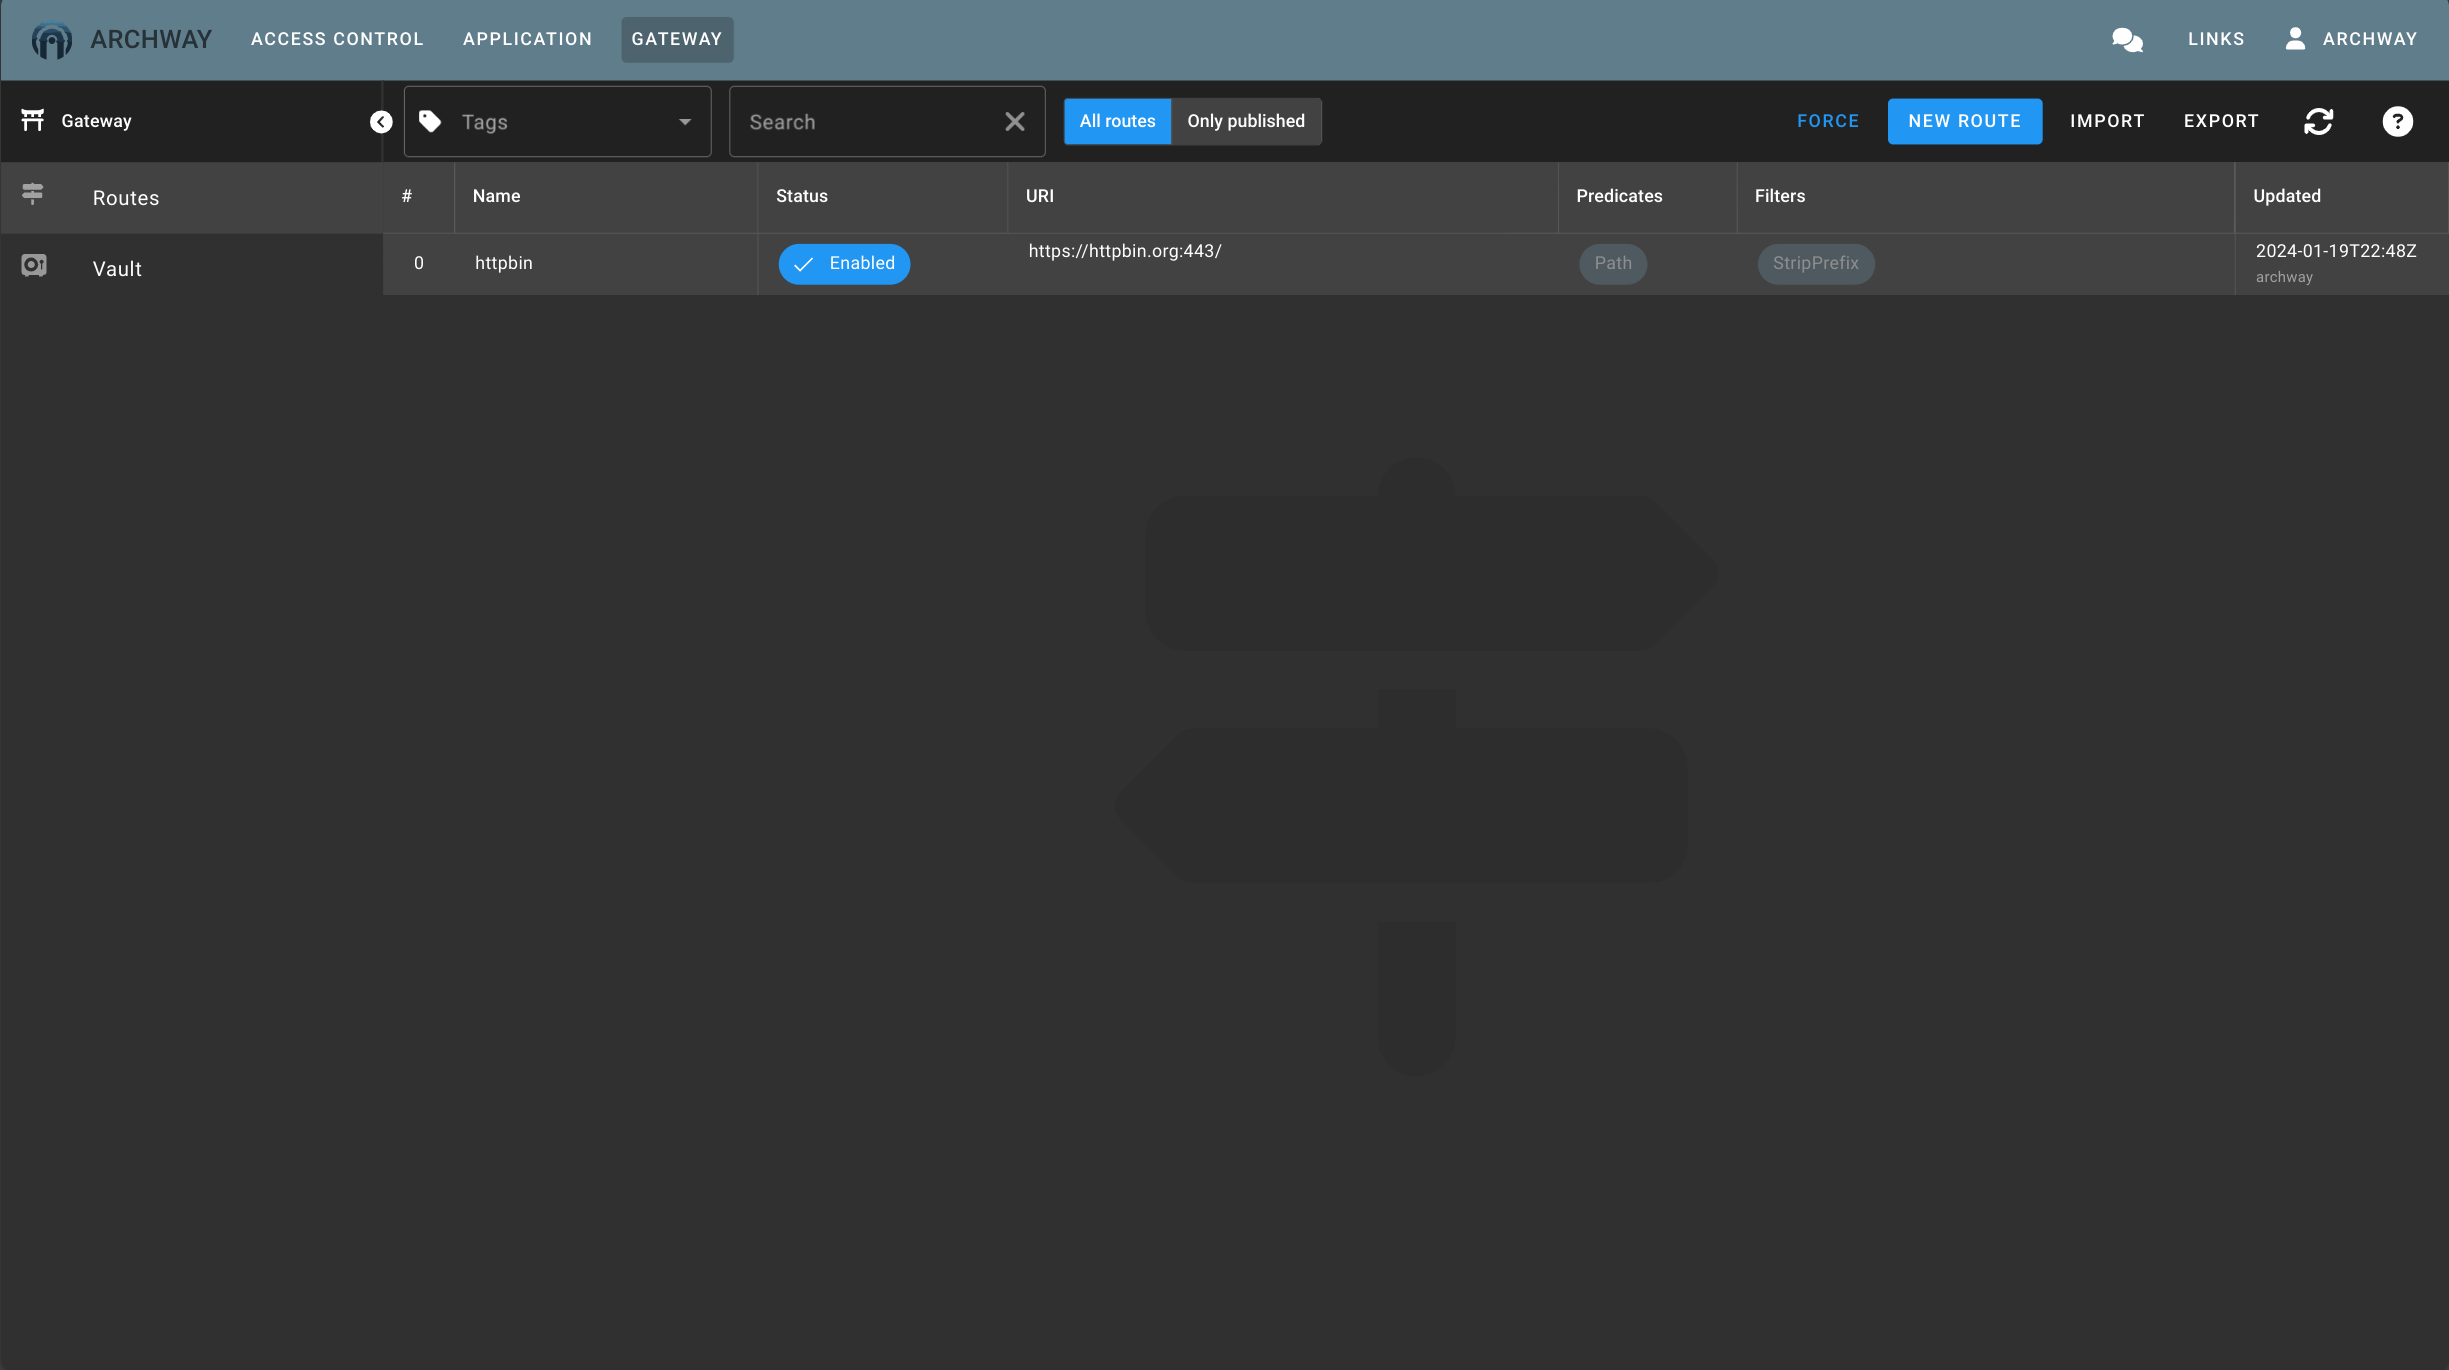 ARCHWAY ACCESS CONTROL APPLICATION GATEWAY LINKS ARCHWAY
Gateway Tags Search All routes Only published FORCE NEW ROUTE IMPORT EXPORT ?
Routes # Name Status URI Predicates Filters Updated
0 httpbin Enabled https://httpbin.org:443/ Path StripPrefix 2024-01-19T22:48Z
archway
Vault